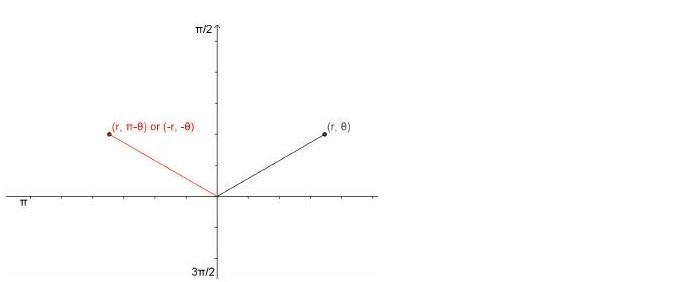 π/2
(r, π-θ) or (-r, -θ)
(r, θ)
π
3π/2